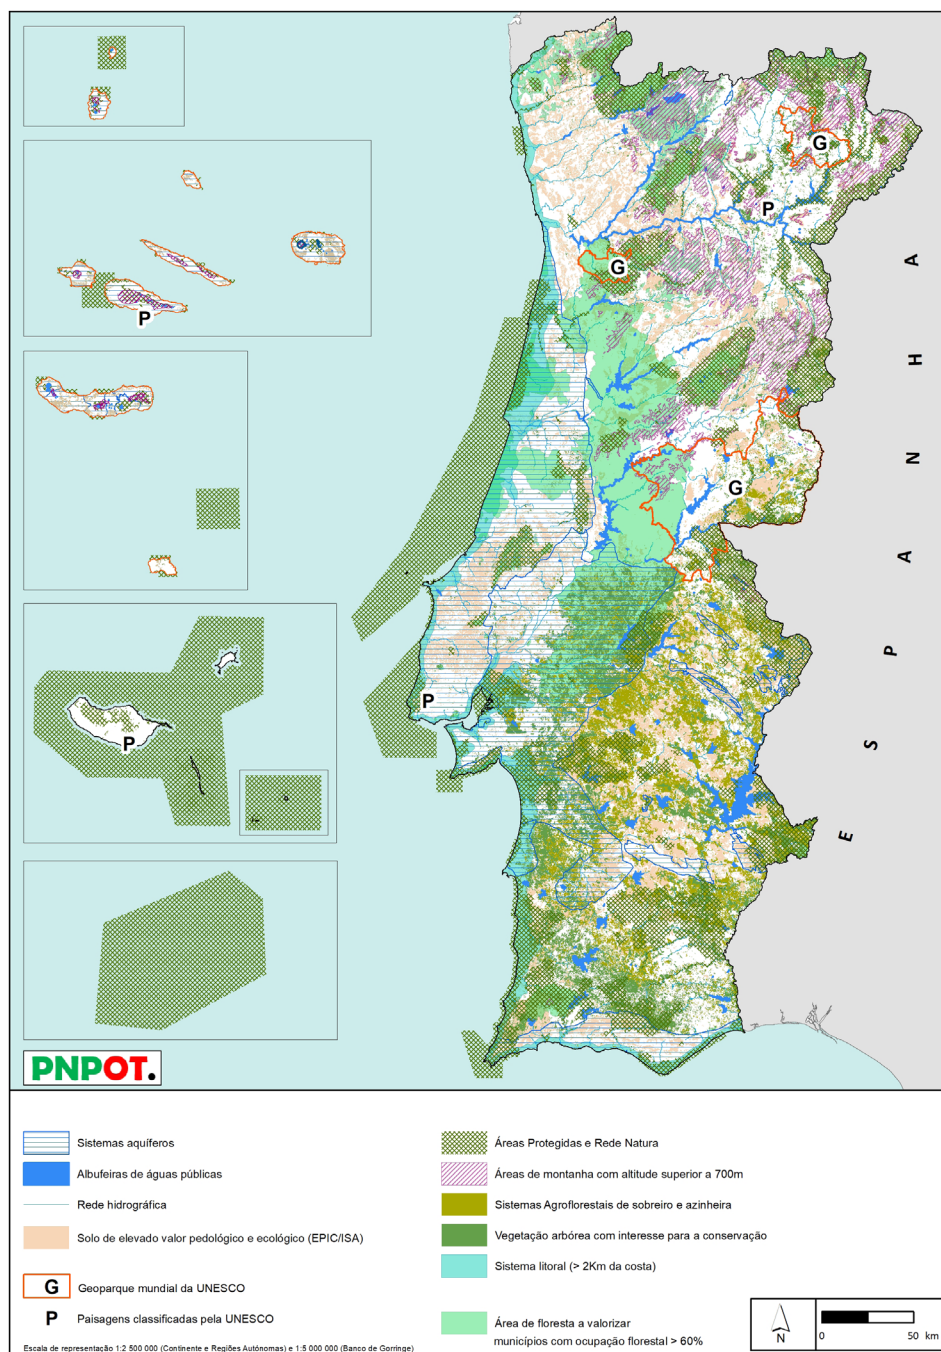 G
P
G
P
G
P
P
E S P A N H A
PNPOT.
Sistemas aquíferos
Albufeiras de águas públicas
Rede hidrográfica
Solo de elevado valor pedológico e ecológico (EPIC/ISA)
G Geoparque mundial da UNESCO
P Paisagens classificadas pela UNESCO
Escala de representação 1:2 500 000 (Continente e Regiões Autónomas) e 1:5 000 000 (Banco de Gorringe)
Áreas Protegidas e Rede Natura
Áreas de montanha com altitude superior a 700m
Sistemas Agroflorestais de sobreiro e azinheira
Vegetação arbórea com interesse para a conservação
Sistema litoral (> 2Km da costa)
Área de floresta a valorizar
municípios com ocupação florestal > 60%
N
0 50 km